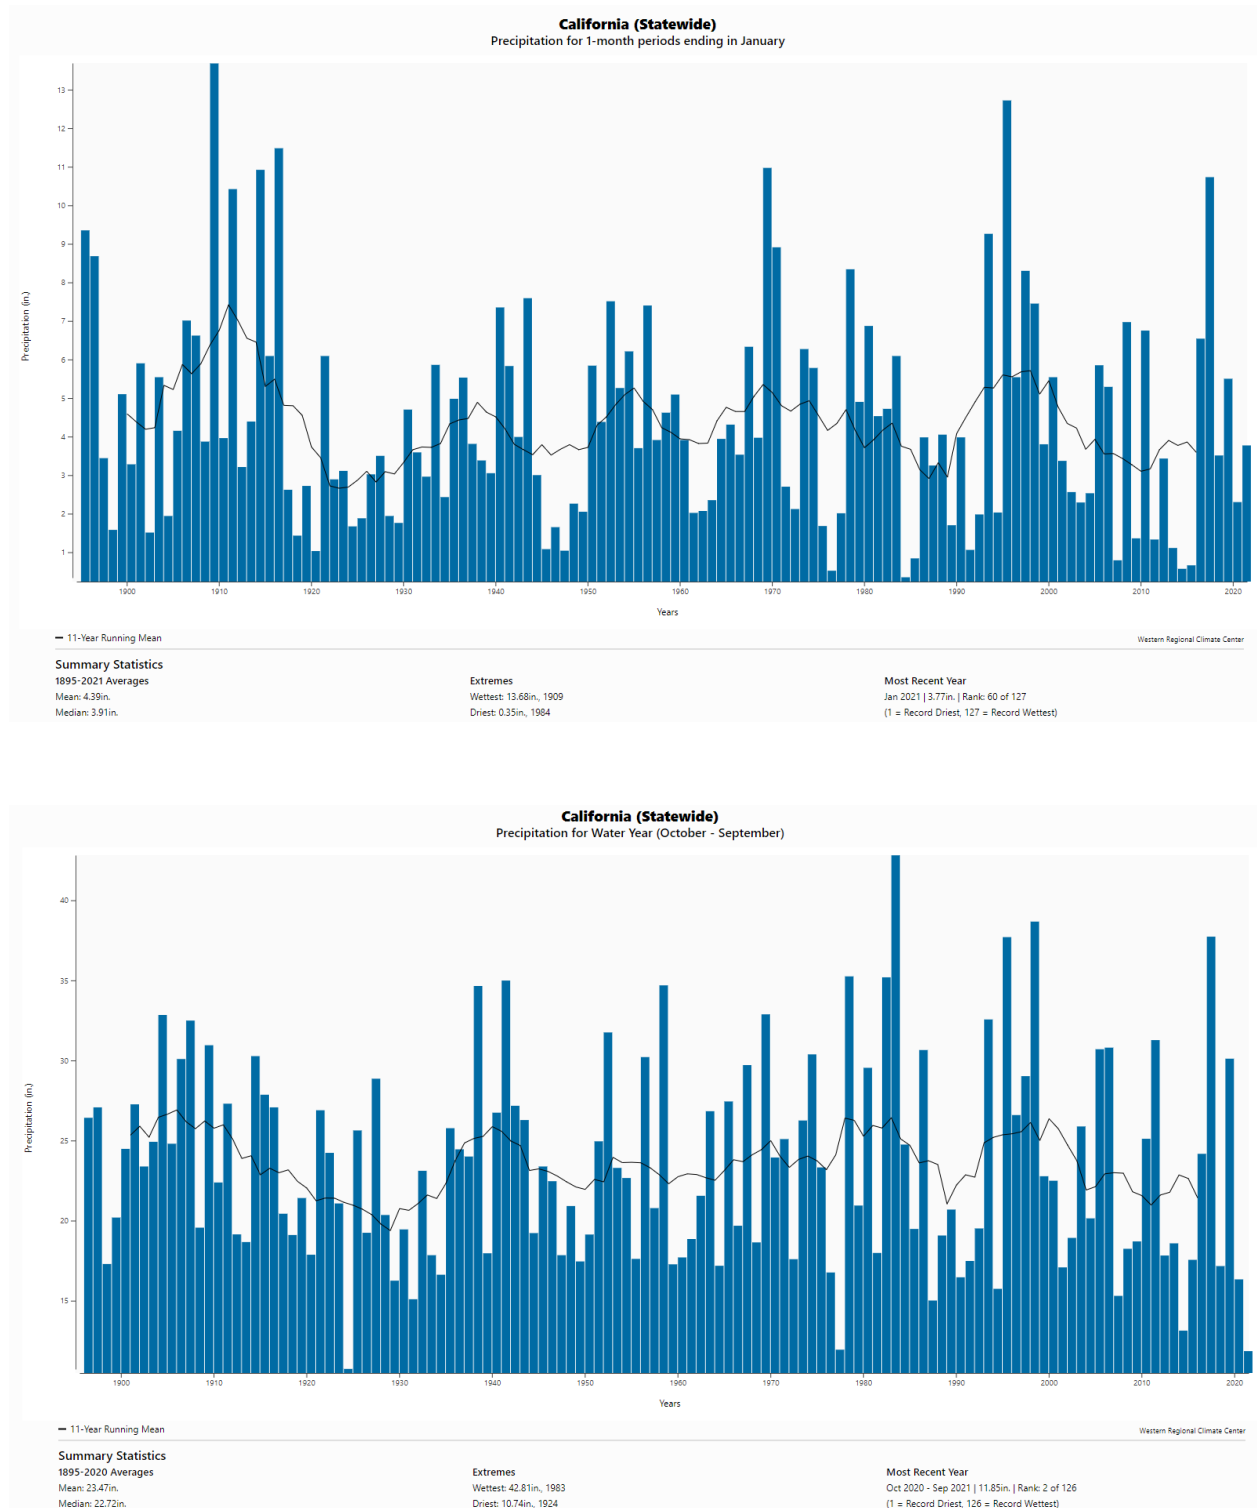 California (Statewide)
Precipitation for 1-month periods ending in January
Precipitation (in.)
13
12
11
10
9
8
7
6
5
4
3
2
1
1900 1910 1920 1930 1940 1950 1960 1970 1980 1990 2000 2010 2020
Years
11-Year Running Mean
Western Regional Climate Center
Summary Statistics
1895-2021 Averages Extremes Most Recent Year
Mean: 4.39in. Wettest: 13.68in., 1909 Jan 2021 | 3.77in. | Rank: 60 of 127
Median: 3.91in. Driest: 0.35in., 1984 (1 = Record Driest, 127 = Record Wettest)
California (Statewide)
Precipitation for Water Year (October - September)
Precipitation (in.)
40
35
30
25
20
15
1900 1910 1920 1930 1940 1950 1960 1970 1980 1990 2000 2010 2020
Years
11-Year Running Mean
Western Regional Climate Center
Summary Statistics
1895-2020 Averages Extremes Most Recent Year
Mean: 23.47in. Wettest: 42.81in., 1983 Oct 2020 - Sep 2021 | 11.85in. | Rank: 2 of 126
Median: 22.72in. Driest: 10.74in., 1924 (1 = Record Driest, 126 = Record Wettest)